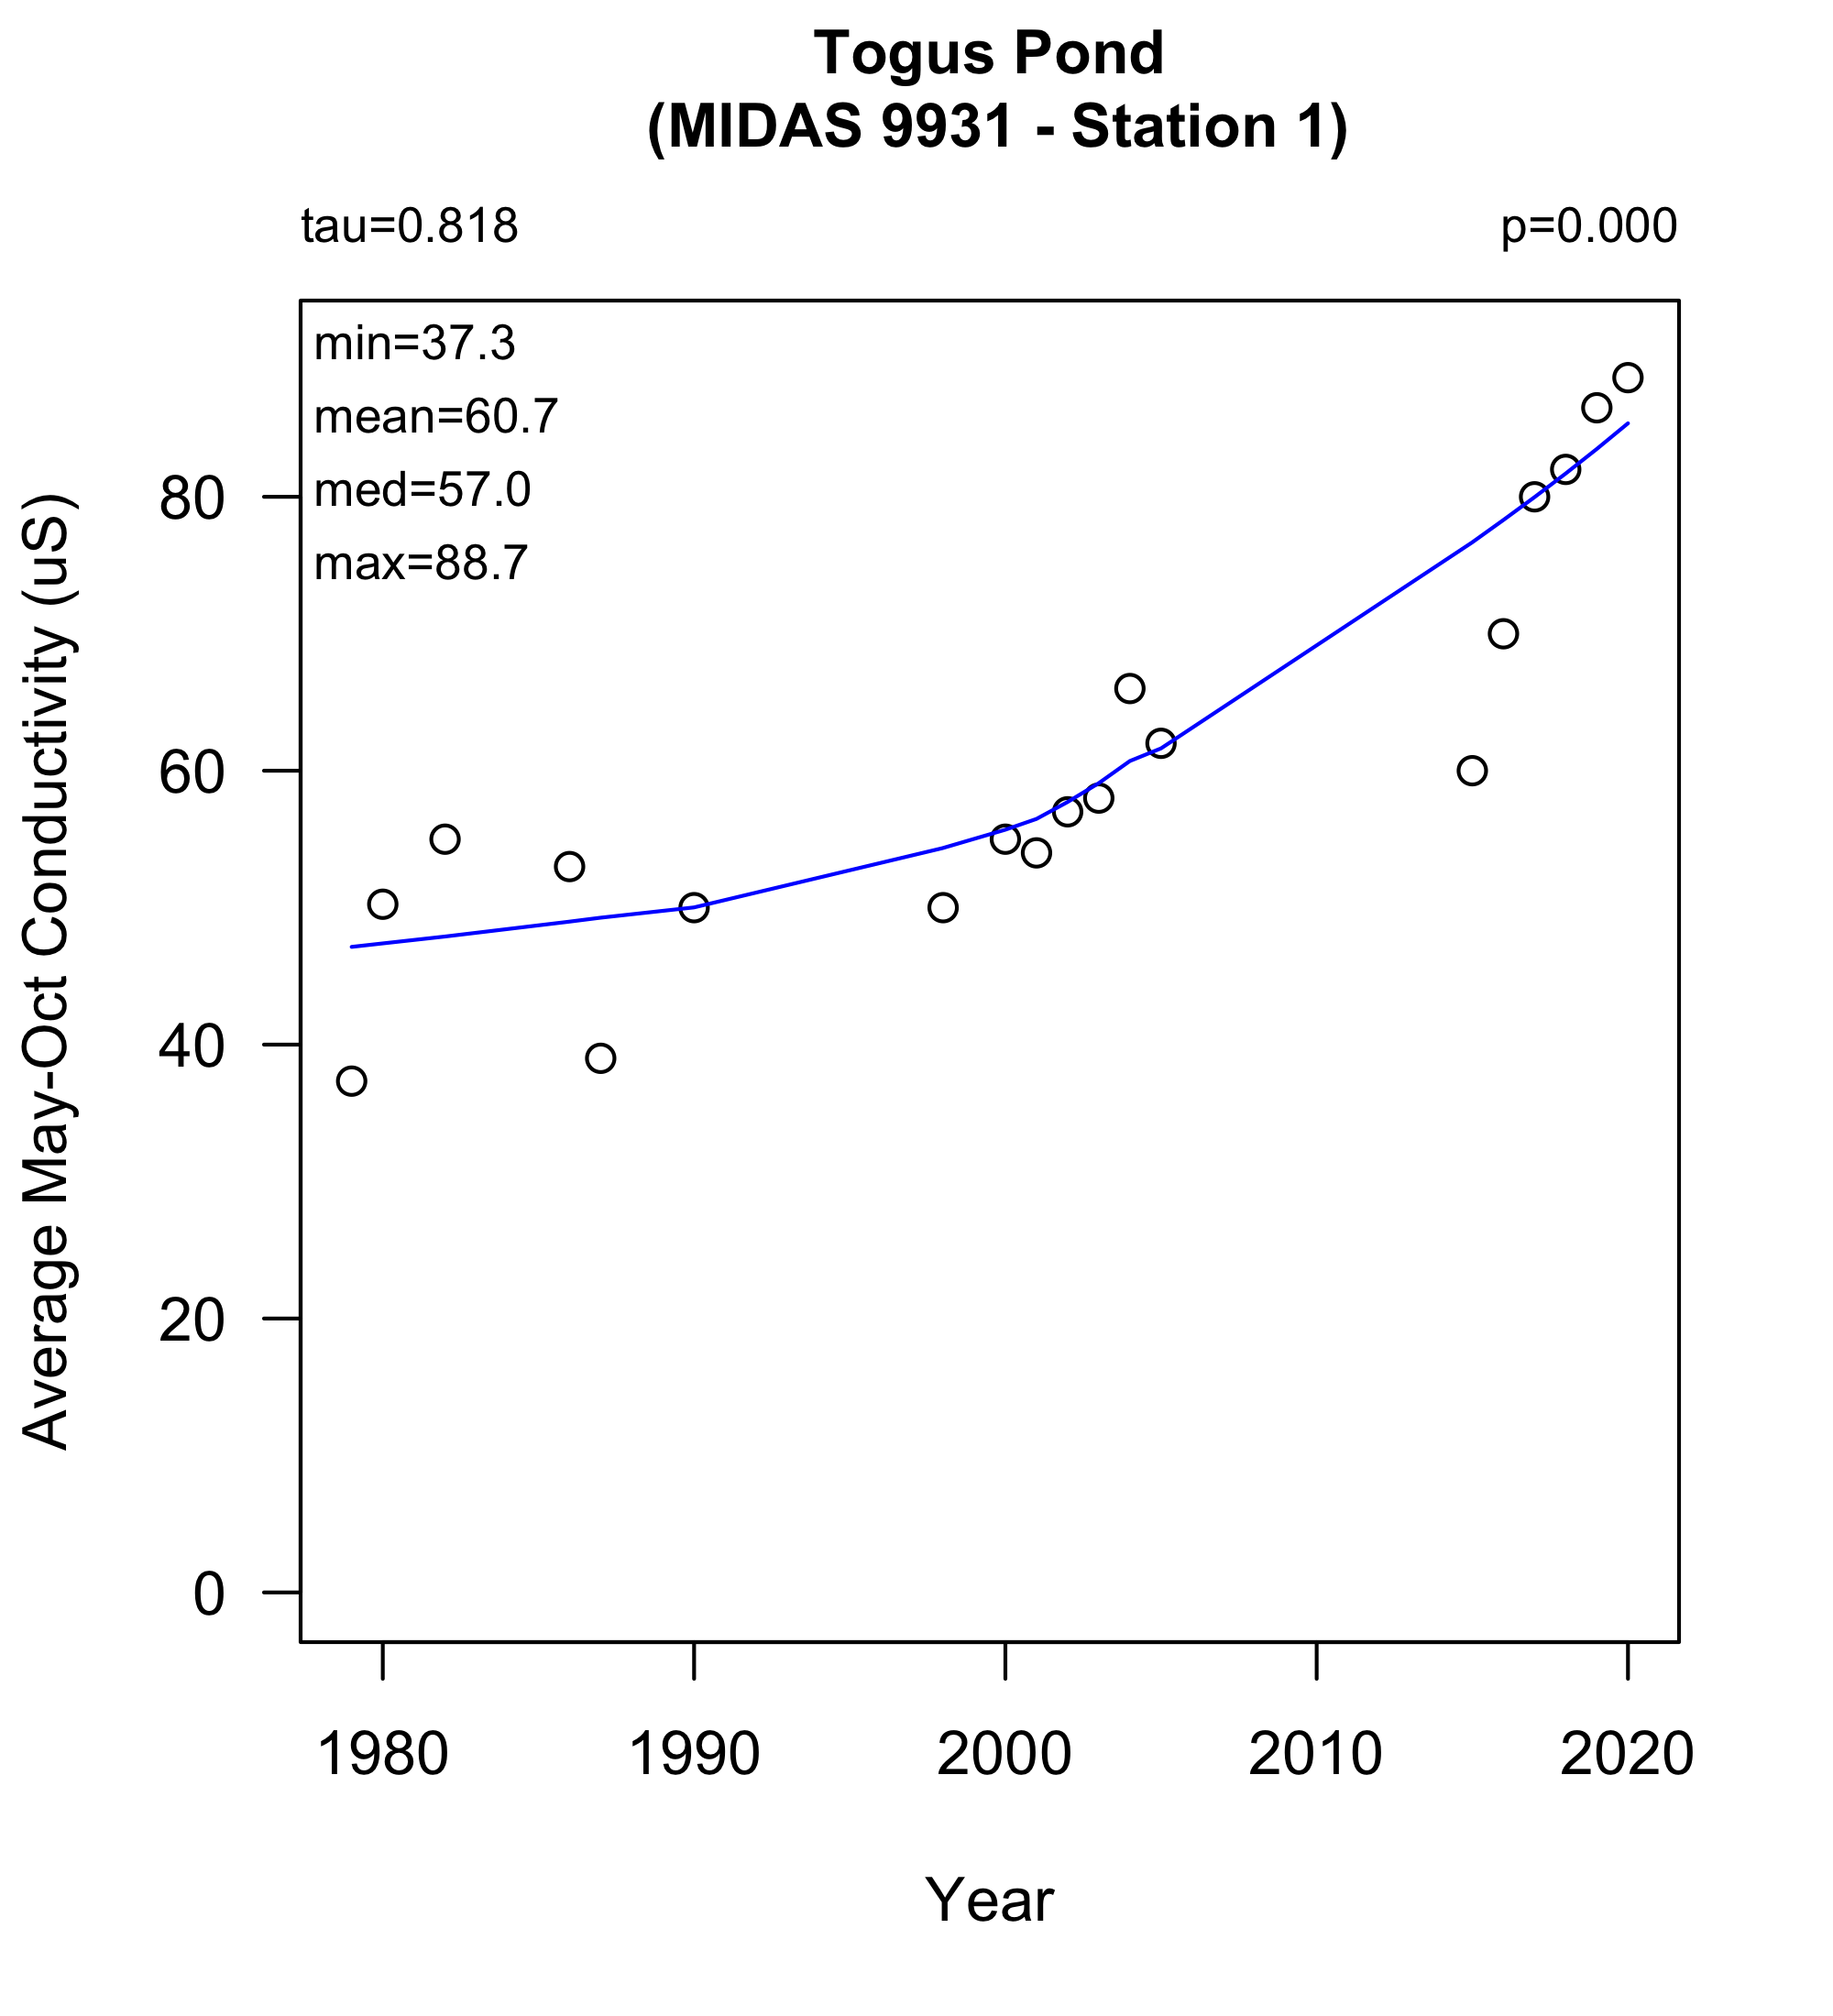 Togus Pond
(MIDAS 9931 - Station 1)
tau=0.818
p=0.000
min=37.3
mean=60.7
med=57.0
max=88.7
Average May-Oct Conductivity (uS)
80
60
40
20
0
1980 1990 2000 2010 2020
Year